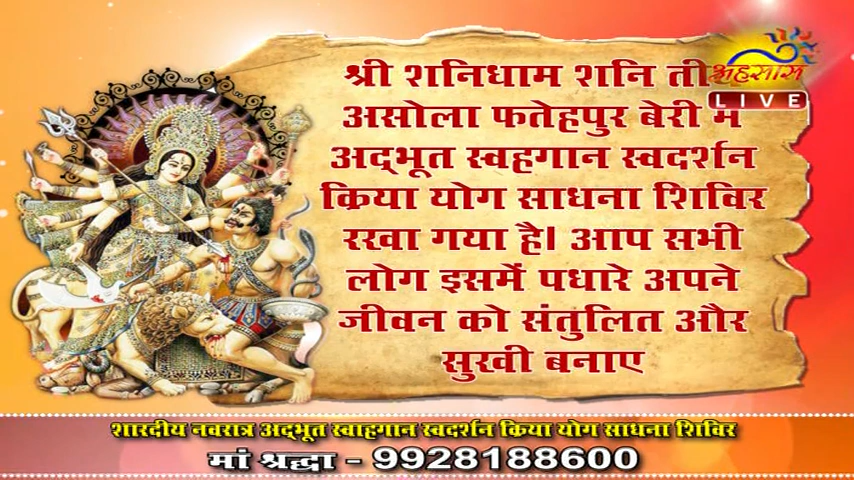 श्री शनिधाम शनि
अहसास
LIVE
असोला फतेहपुर बेरी में
अद्भूत स्वहगान स्वदर्शन
क्रिया योग साधना शिविर
रखा गया है। आप सभी
लोग इसमें पधारे अपने
जीवन को संतुलित और
सुखी बनाए
शारदीय नवरात्र अद्भूत स्वाहगान स्वदर्शन क्रिया योग साधना शिविर
मां श्रद्धा - 9928188600